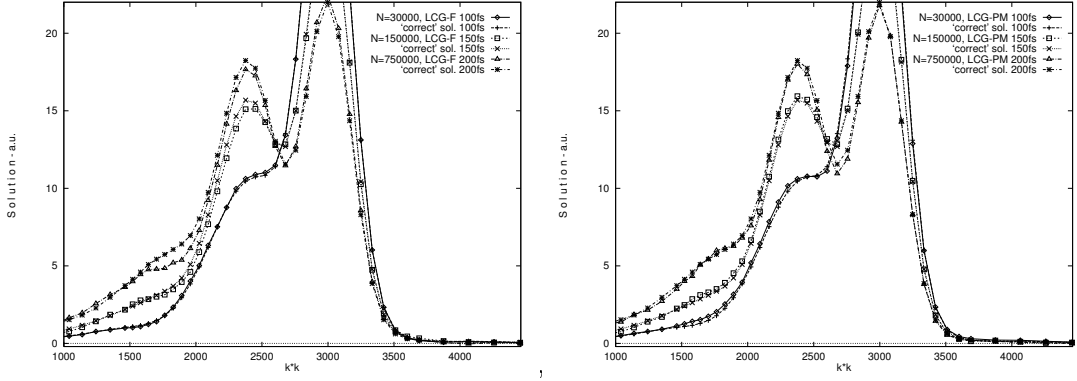 N=30000, LCG-F 100fs
'correct' sol. 100fs
N=150000, LCG-F 150fs
'correct' sol. 150fs
N=750000, LCG-F 200fs
'correct' sol. 200fs
20
15
10
5
0
Solution-a.u.
1000 1500 2000 2500 3000 3500 4000
k*k
,
N=30000, LCG-PM 100fs
'correct' sol. 100fs
N=150000, LCG-PM 150fs
'correct' sol. 150fs
N=750000, LCG-PM 200fs
'correct' sol. 200fs
20
15
10
5
0
Solution-a.u.
1000 1500 2000 2500 3000 3500 4000
k*k